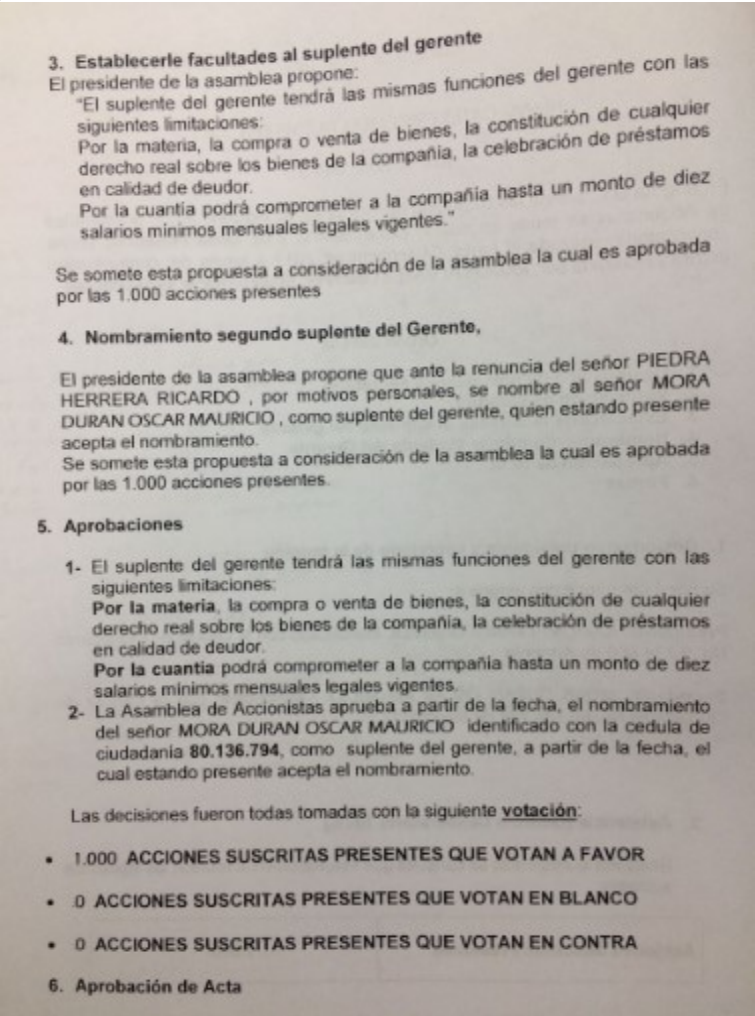 3. Establecerle facultades al suplente del gerente
El presidente de la asamblea propone:
"El suplente del gerente tendrá las mismas funciones del gerente con las
siguientes limitaciones:
Por la materia, la compra o venta de bienes, la constitución de cualquier
derecho real sobre los bienes de la compañía, la celebración de préstamos
en calidad de deudor.
Por la cuantía podrá comprometer a la compañía hasta un monto de diez
salarios mínimos mensuales legales vigentes."
Se somete esta propuesta a consideración de la asamblea la cual es aprobada
por las 1.000 acciones presentes
4. Nombramiento segundo suplente del Gerente,
El presidente de la asamblea propone que ante la renuncia del señor PIEDRA
HERRERA RICARDO , por motivos personales, se nombre al señor MORA
DURAN OSCAR MAURICIO , como suplente del gerente, quien estando presente
acepta el nombramiento.
Se somete esta propuesta a consideración de la asamblea la cual es aprobada
por las 1.000 acciones presentes.
5. Aprobaciones
1- El suplente del gerente tendrá las mismas funciones del gerente con las
siguientes limitaciones:
Por la materia, la compra o venta de bienes, la constitución de cualquier
derecho real sobre los bienes de la compañía, la celebración de préstamos
en calidad de deudor.
Por la cuantía podrá comprometer a la compañía hasta un monto de diez
salarios mínimos mensuales legales vigentes.
2- La Asamblea de Accionistas aprueba a partir de la fecha, el nombramiento
del señor MORA DURAN OSCAR MAURICIO identificado con la cedula de
ciudadanía 80.136.794, como suplente del gerente, a partir de la fecha, el
cual estando presente acepta el nombramiento.
Las decisiones fueron todas tomadas con la siguiente votación:
• 1.000 ACCIONES SUSCRITAS PRESENTES QUE VOTAN A FAVOR
• 0 ACCIONES SUSCRITAS PRESENTES QUE VOTAN EN BLANCO
• 0 ACCIONES SUSCRITAS PRESENTES QUE VOTAN EN CONTRA
6. Aprobación de Acta